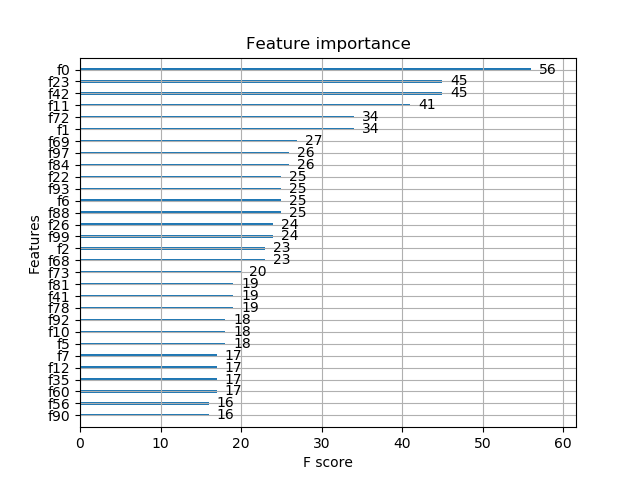 Feature importance
f0 56
f23 45
f42 45
f11 41
f72 34
f1 34
f69 27
f97 26
f84 26
f22 25
f93 25
f6 25
f88 25
f26 24
f99 24
f2 23
f68 23
f73 20
f81 19
f41 19
f78 19
f92 18
f10 18
f5 18
f7 17
f12 17
f35 17
f60 17
f56 16
f90 16
0 10 20 30 40 50 60
F score
Features